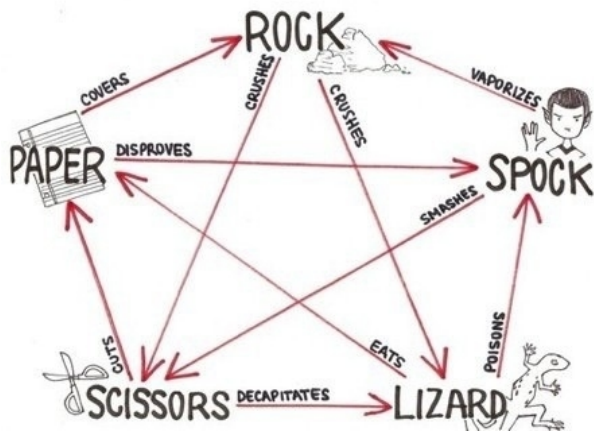 ROCK
COVERS
CRUSHES
CRUSHES
VAPORIZES
PAPER
DISPROVES
SPOCK
SMASHES
CUTS
EATS
POISONS
SCISSORS
DECAPITATES
LIZARD